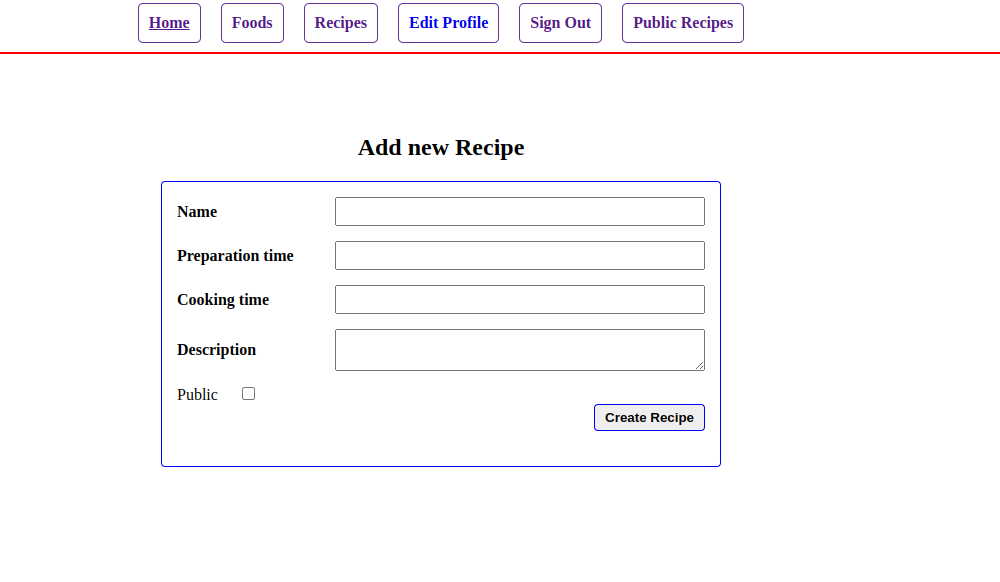 Home Foods Recipes Edit Profile Sign Out Public Recipes
Add new Recipe
Name
Preparation time
Cooking time
Description
Public
Create Recipe